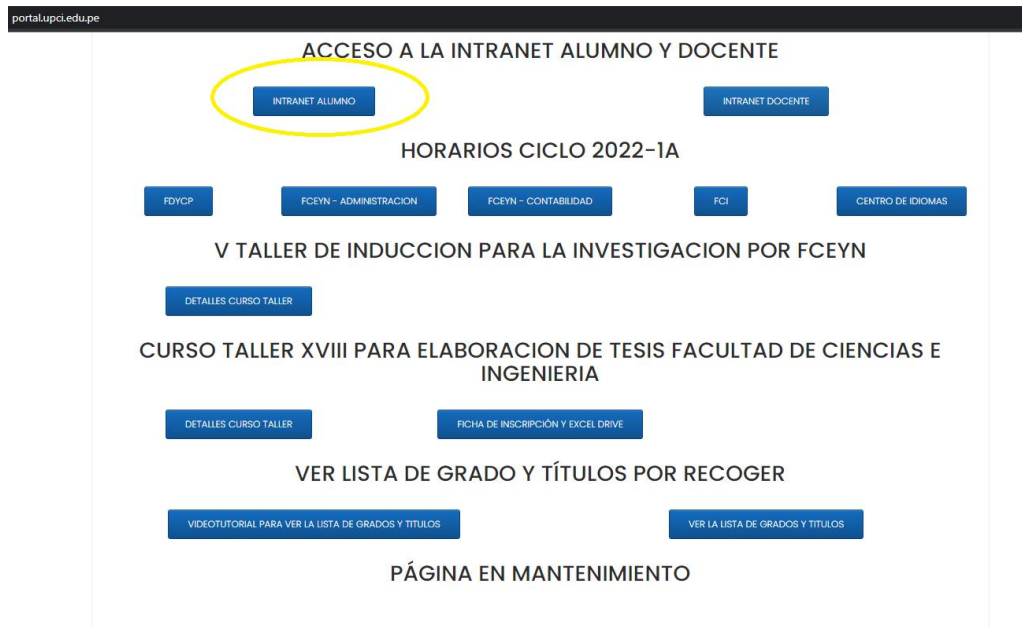 portal.upci.edu.pe
ACCESO A LA INTRANET ALUMNO Y DOCENTE
INTRANET ALUMNO
INTRANET DOCENTE
HORARIOS CICLO 2022-1A
FDYCP
FCEYN - ADMINISTRACION
FCEYN - CONTABILIDAD
FCI
CENTRO DE IDIOMAS
V TALLER DE INDUCCION PARA LA INVESTIGACION POR FCEYN
DETALLES CURSO TALLER
CURSO TALLER XVIII PARA ELABORACION DE TESIS FACULTAD DE CIENCIAS E
INGENIERIA
DETALLES CURSO TALLER
FICHA DE INSCRIPCIÓN Y EXCEL DRIVE
VER LISTA DE GRADO Y TÍTULOS POR RECOGER
VIDEOTUTORIAL PARA VER LA LISTA DE GRADOS Y TITULOS
VER LA LISTA DE GRADOS Y TITULOS
PÁGINA EN MANTENIMIENTO